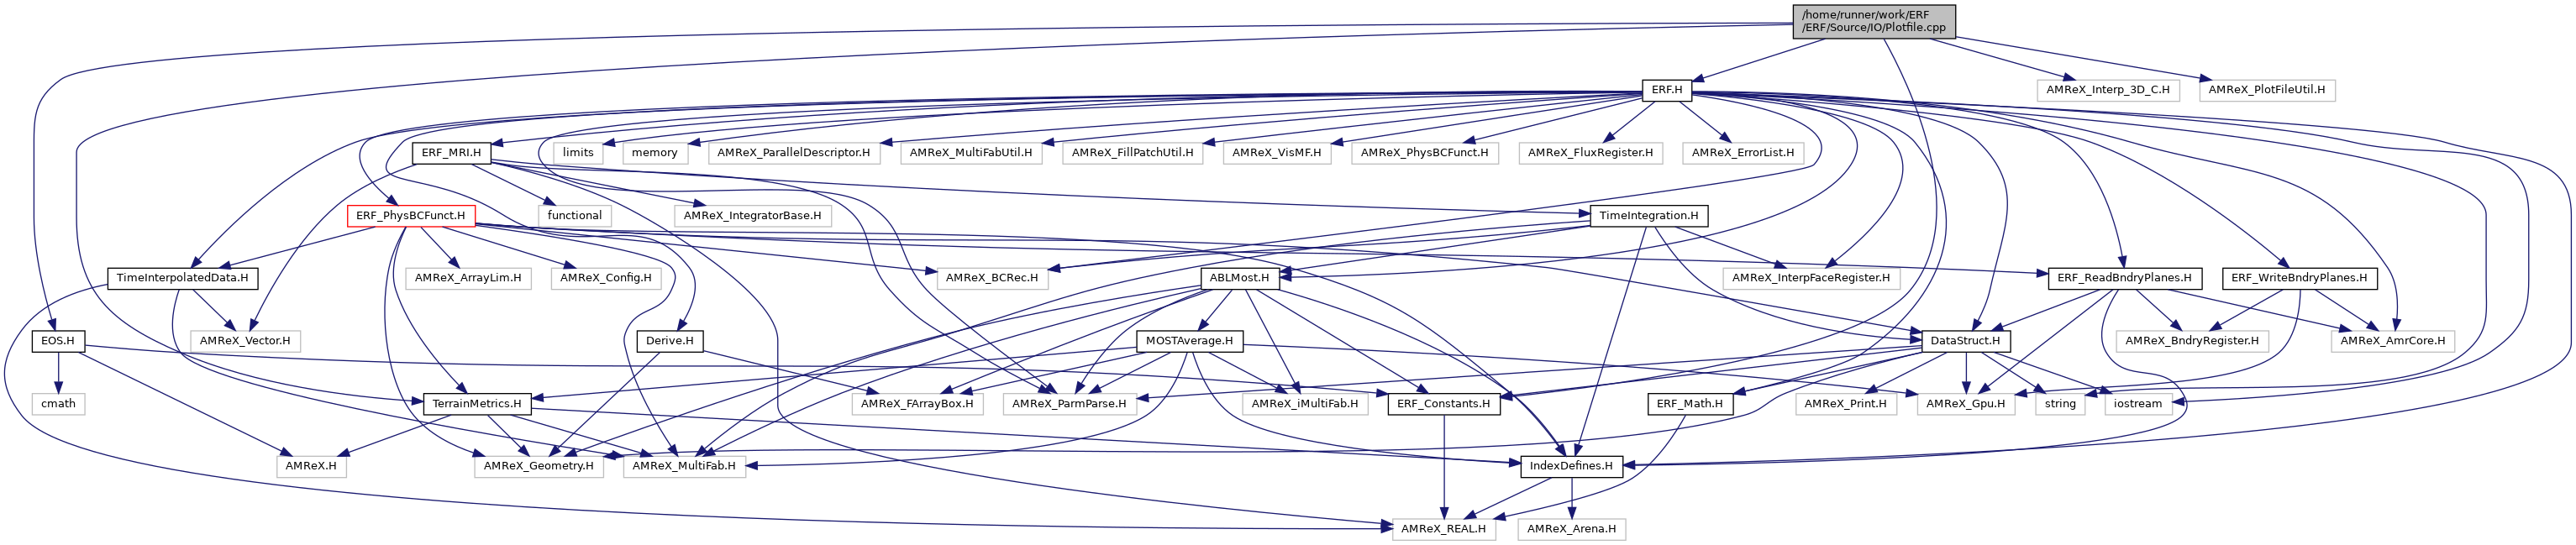 /home/runner/work/ERF
/ERF/Source/IO/Plotfile.cpp
ERF.H
AMReX_Interp_3D_C.H
AMReX_PlotFileUtil.H
ERF_MRI.H
limits
memory
AMReX_ParallelDescriptor.H
AMReX_MultiFabUtil.H
AMReX_FillPatchUtil.H
AMReX_VisMF.H
AMReX_PhysBCFunct.H
AMReX_FluxRegister.H
AMReX_ErrorList.H
ERF_PhysBCFunct.H
functional
AMReX_IntegratorBase.H
TimeIntegration.H
TimeInterpolatedData.H
AMReX_ArrayLim.H
AMReX_Config.H
AMReX_BCRec.H
ABLMost.H
AMReX_InterpFaceRegister.H
ERF_ReadBndryPlanes.H
ERF_WriteBndryPlanes.H
EOS.H
AMReX_Vector.H
Derive.H
MOSTAverage.H
DataStruct.H
AMReX_BndryRegister.H
AMReX_AmrCore.H
cmath
TerrainMetrics.H
AMReX_FArrayBox.H
AMReX_ParmParse.H
AMReX_iMultiFab.H
ERF_Constants.H
ERF_Math.H
AMReX_Print.H
AMReX_Gpu.H
string
iostream
AMReX.H
AMReX_Geometry.H
AMReX_MultiFab.H
IndexDefines.H
AMReX_REAL.H
AMReX_Arena.H